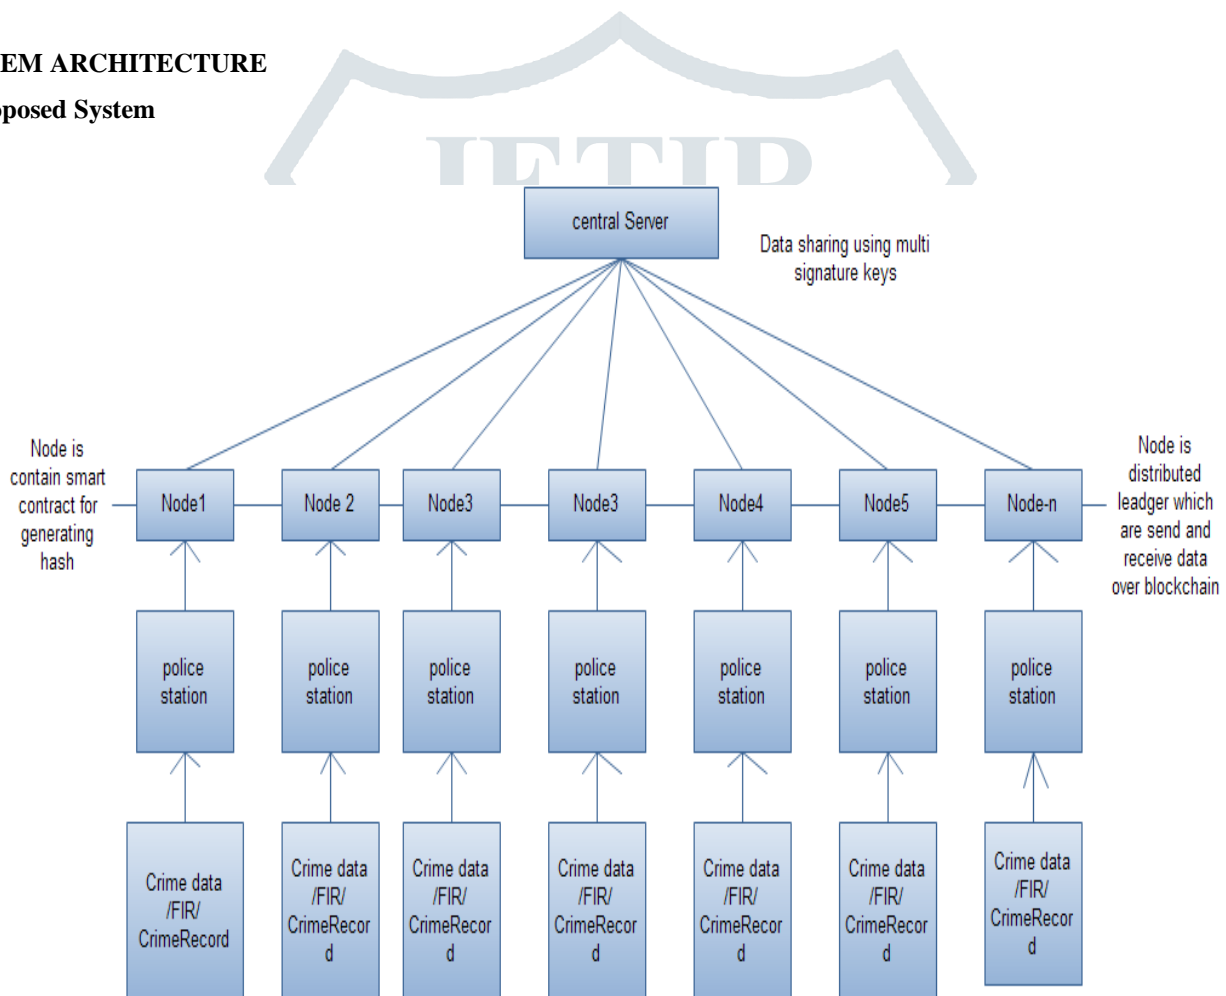 EM ARCHITECTURE
posed System
JETIR
central Server
Data sharing using multi
signature keys
Node is
contain smart
contract for
generating
hash
Node1
Node 2
Node3
Node3
Node4
Node5
Node-n
Node is
distributed
leadger which
are send and
receive data
over blockchain
police
station
police
station
police
station
police
station
police
station
police
station
police
station
Crime data
/FIR/
CrimeRecord
Crime data
/FIR/
CrimeRecor
d
Crime data
/FIR/
CrimeRecor
d
Crime data
/FIR/
CrimeRecor
d
Crime data
/FIR/
CrimeRecor
d
Crime data
/FIR/
CrimeRecor
d
Crime data
/FIR/
CrimeRecor
d